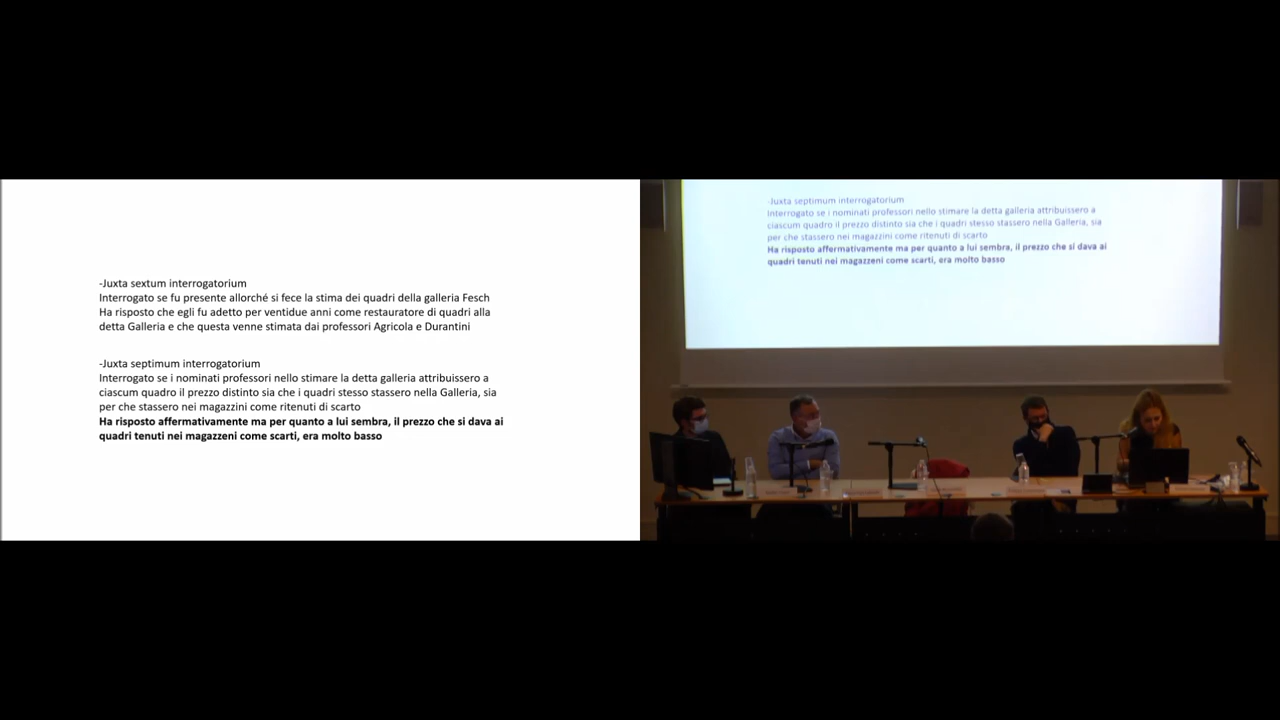 -Juxta sextum interrogatorium
Interrogato se fu presente allorché si fece la stima dei quadri della galleria Fesch
Ha risposto che egli fu adetto per ventidue anni come restauratore di quadri alla
detta Galleria e che questa venne stimata dai professori Agricola e Durantini
-Juxta septimum interrogatorium
Interrogato se i nominati professori nello stimare la detta galleria attribuissero a
ciascum quadro il prezzo distinto sia che i quadri stesso stassero nella Galleria, sia
per che stassero nei magazzini come ritenuti di scarto
Ha risposto affermativamente ma per quanto a lui sembra, il prezzo che si dava ai
quadri tenuti nei magazzeni come scarti, era molto basso
-Juxta septimum interrogatorium
Interrogato se i nominati professori nello stimare la detta galleria attribuissero a
ciascum quadro il prezzo distinto sia che i quadri stesso stassero nella Galleria, sia
per che stassero nei magazzini come ritenuti di scarto
Ha risposto affermativamente ma per quanto a lui sembra, il prezzo che si dava ai
quadri tenuti nei magazzeni come scarti, era molto basso